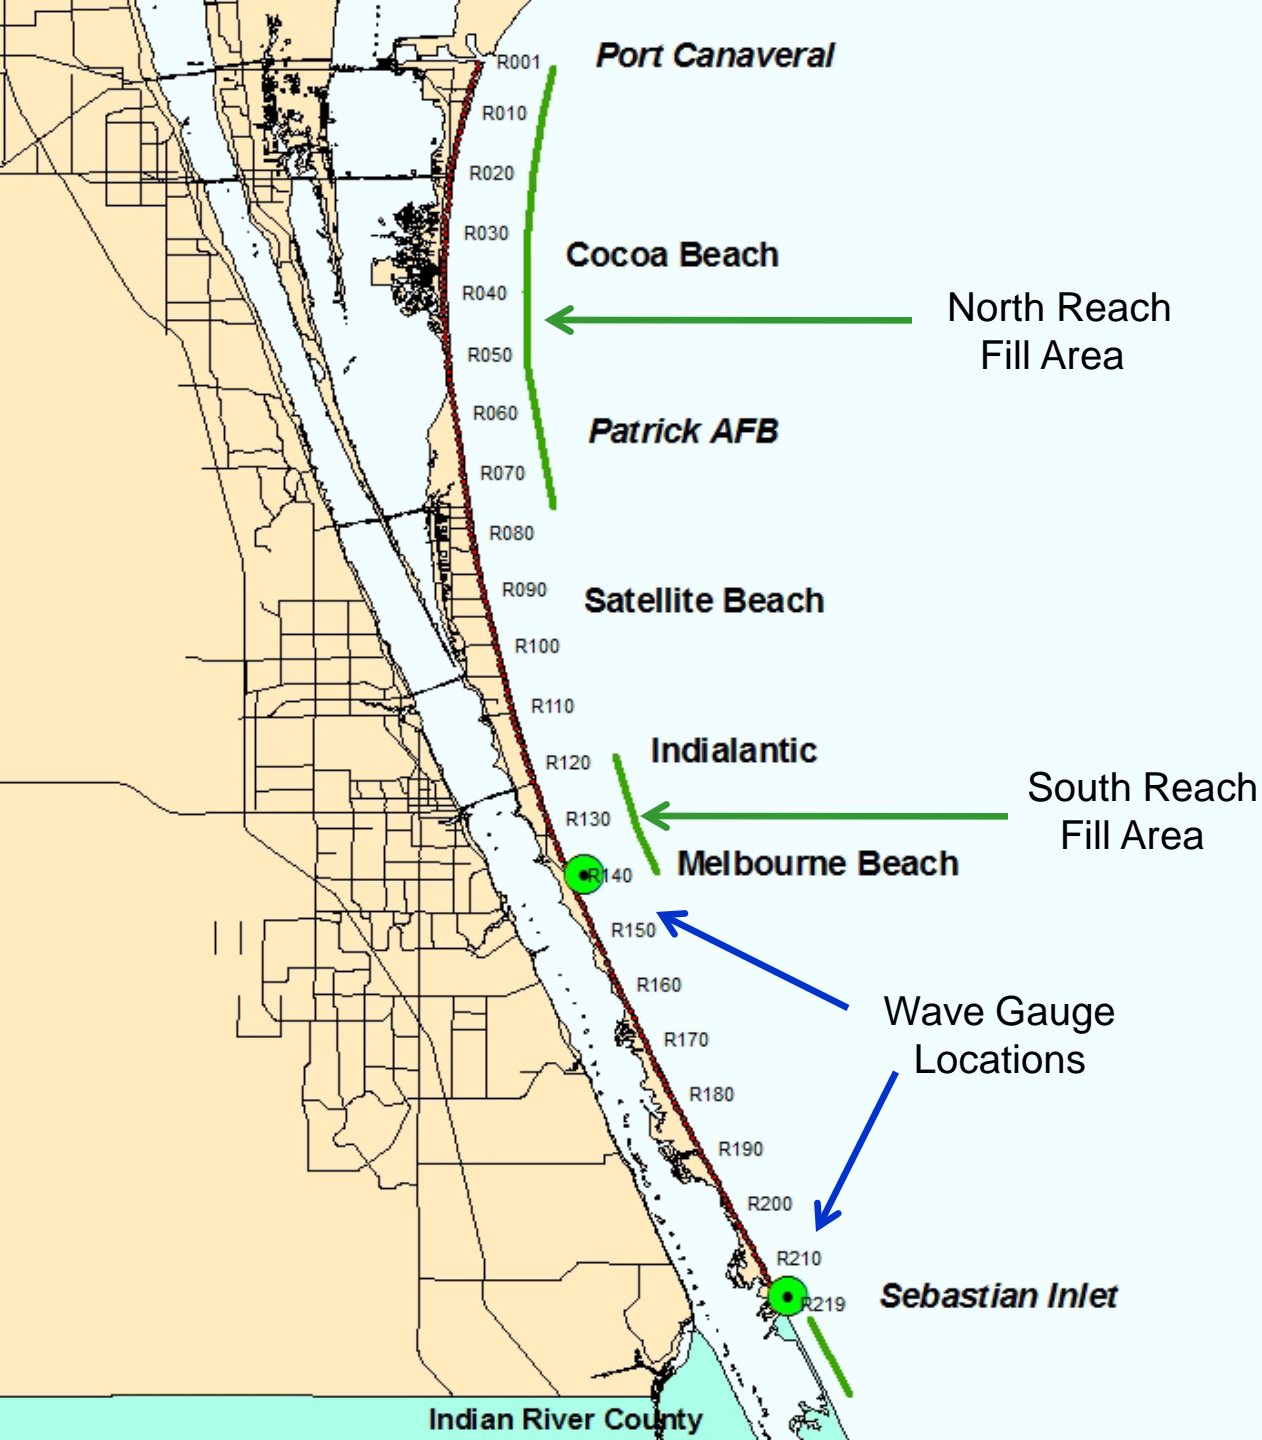 R001
Port Canaveral
R010
R020
R030
Cocoa Beach
R040
North Reach
Fill Area
R050
R060
Patrick AFB
R070
R080
R090
Satellite Beach
R100
R110
Indialantic
R120
South Reach
Fill Area
R130
Melbourne Beach
R140
R150
R160
Wave Gauge
Locations
R170
R180
R190
R200
R210
Sebastian Inlet
R219
Indian River County